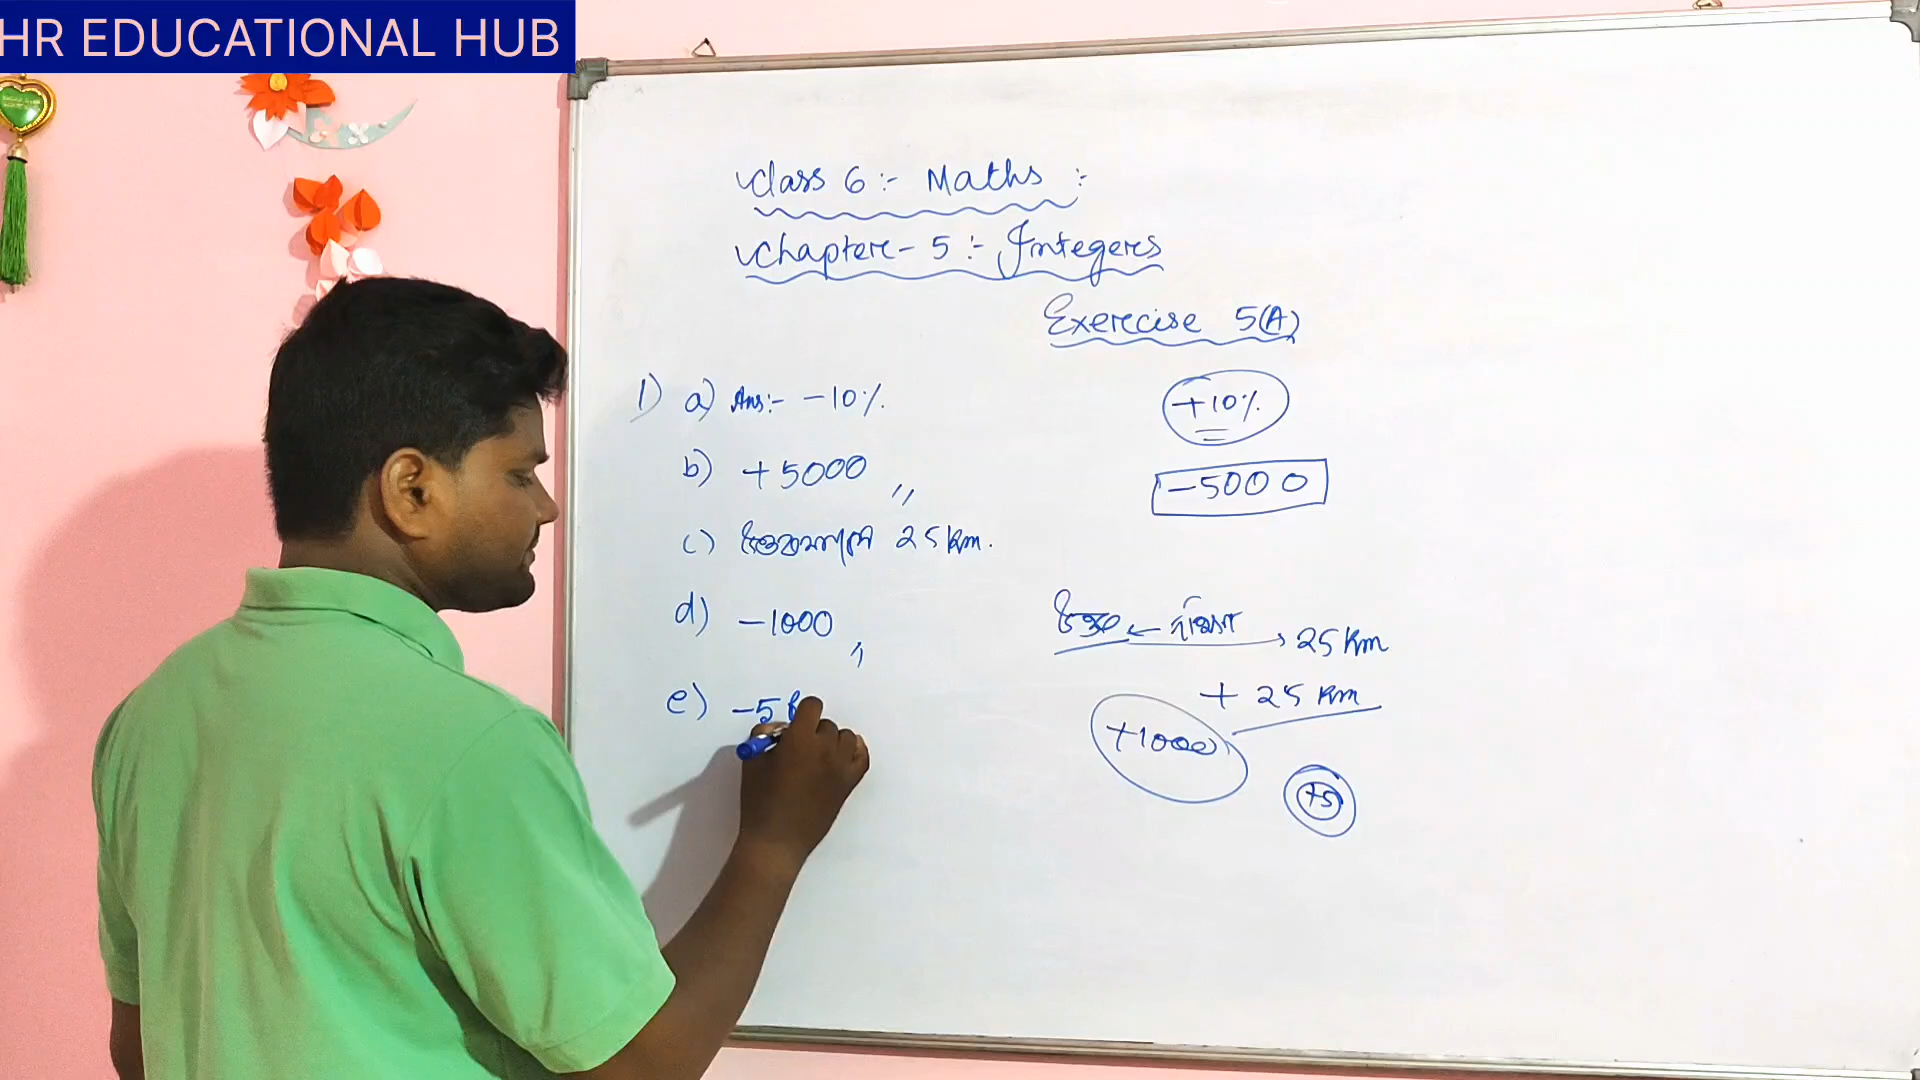 HR EDUCATIONAL HUB
Class 6 :- Maths :-
Chapter - 5 :- Integers
Exercise 5(A)
1) a) Ans:- -10%. +10%.
b) +5000 ,, -5000
c) 25 km.
d) -1000 ,
25 km
+ 25 km
e) -5
+1000
+5